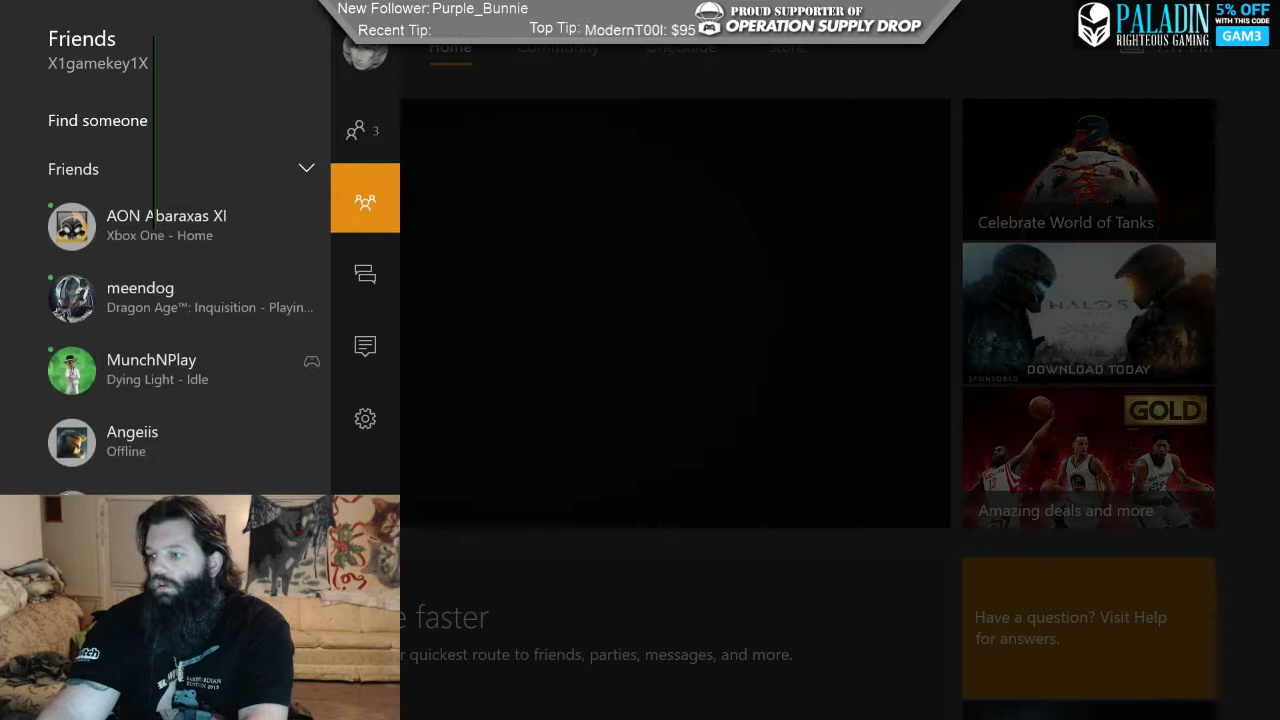 New Follower: Purple_Bunnie
Recent Tip:
Top Tip: ModernT00l: $95
PROUD SUPPORTER OF
OPERATION SUPPLY DROP
PALADIN
RIGHTEOUS GAMING
5% OFF
WITH THIS CODE
GAM3
Friends
X1gamekey1X
Find someone
Friends
AON Abaraxas XI
Xbox One - Home
meendog
Dragon Age™: Inquisition - Playin...
MunchNPlay
Dying Light - Idle
Angeiis
Offline
3
Home
Community
OneGuide
Store
Celebrate World of Tanks
HALO 5
DOWNLOAD TODAY
SPONSORED
GOLD
Amazing deals and more
e faster
r quickest route to friends, parties, messages, and more.
Have a question? Visit Help
for answers.